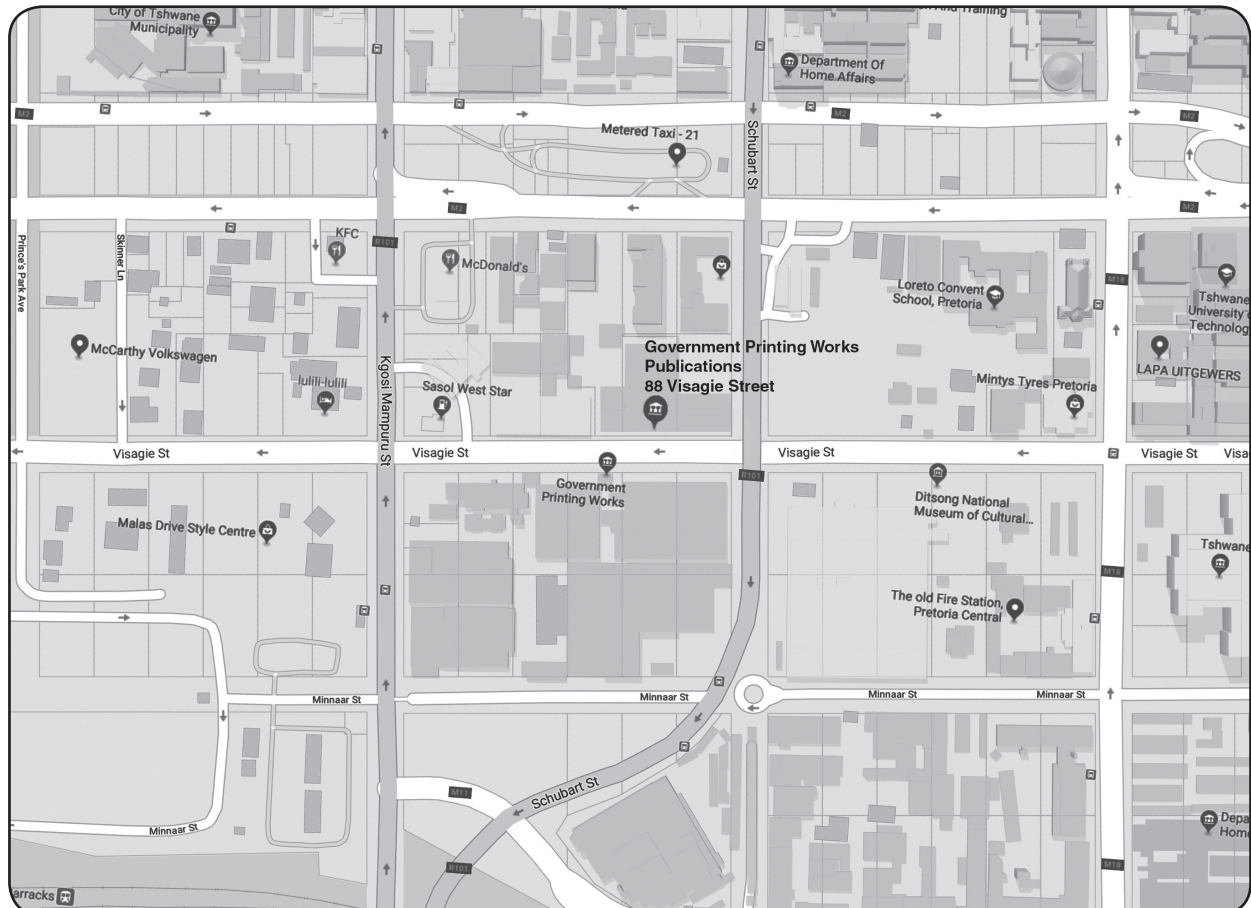 City of Tshwane
Municipality
Department Of
Home Affairs
M2
M2
M2
Metered Taxi - 21
Schubart St
M2
M2
KFC
R101
McDonald's
Prince's Park Ave
Skinner Ln
Loreto Convent
School, Pretoria
M18
Tshwane
University
Technolog
McCarthy Volkswagen
Government Printing Works
Publications
88 Visagie Street
LAPA UITGEWERS
Iulili-lulili
Kgosi Mampuru St
Sasol West Star
Mintys Tyres Pretoria
Visagie St
Visagie St
Visagie St
Visagie St
Visa
R101
Government
Printing Works
Ditsong National
Museum of Cultural...
Malas Drive Style Centre
Tshwane
M18
The old Fire Station,
Pretoria Central
Minnaar St
Minnaar St
Minnaar St
Minnaar St
M11
Schubart St
Minnaar St
Depa
Hom
R101
M18
arracks